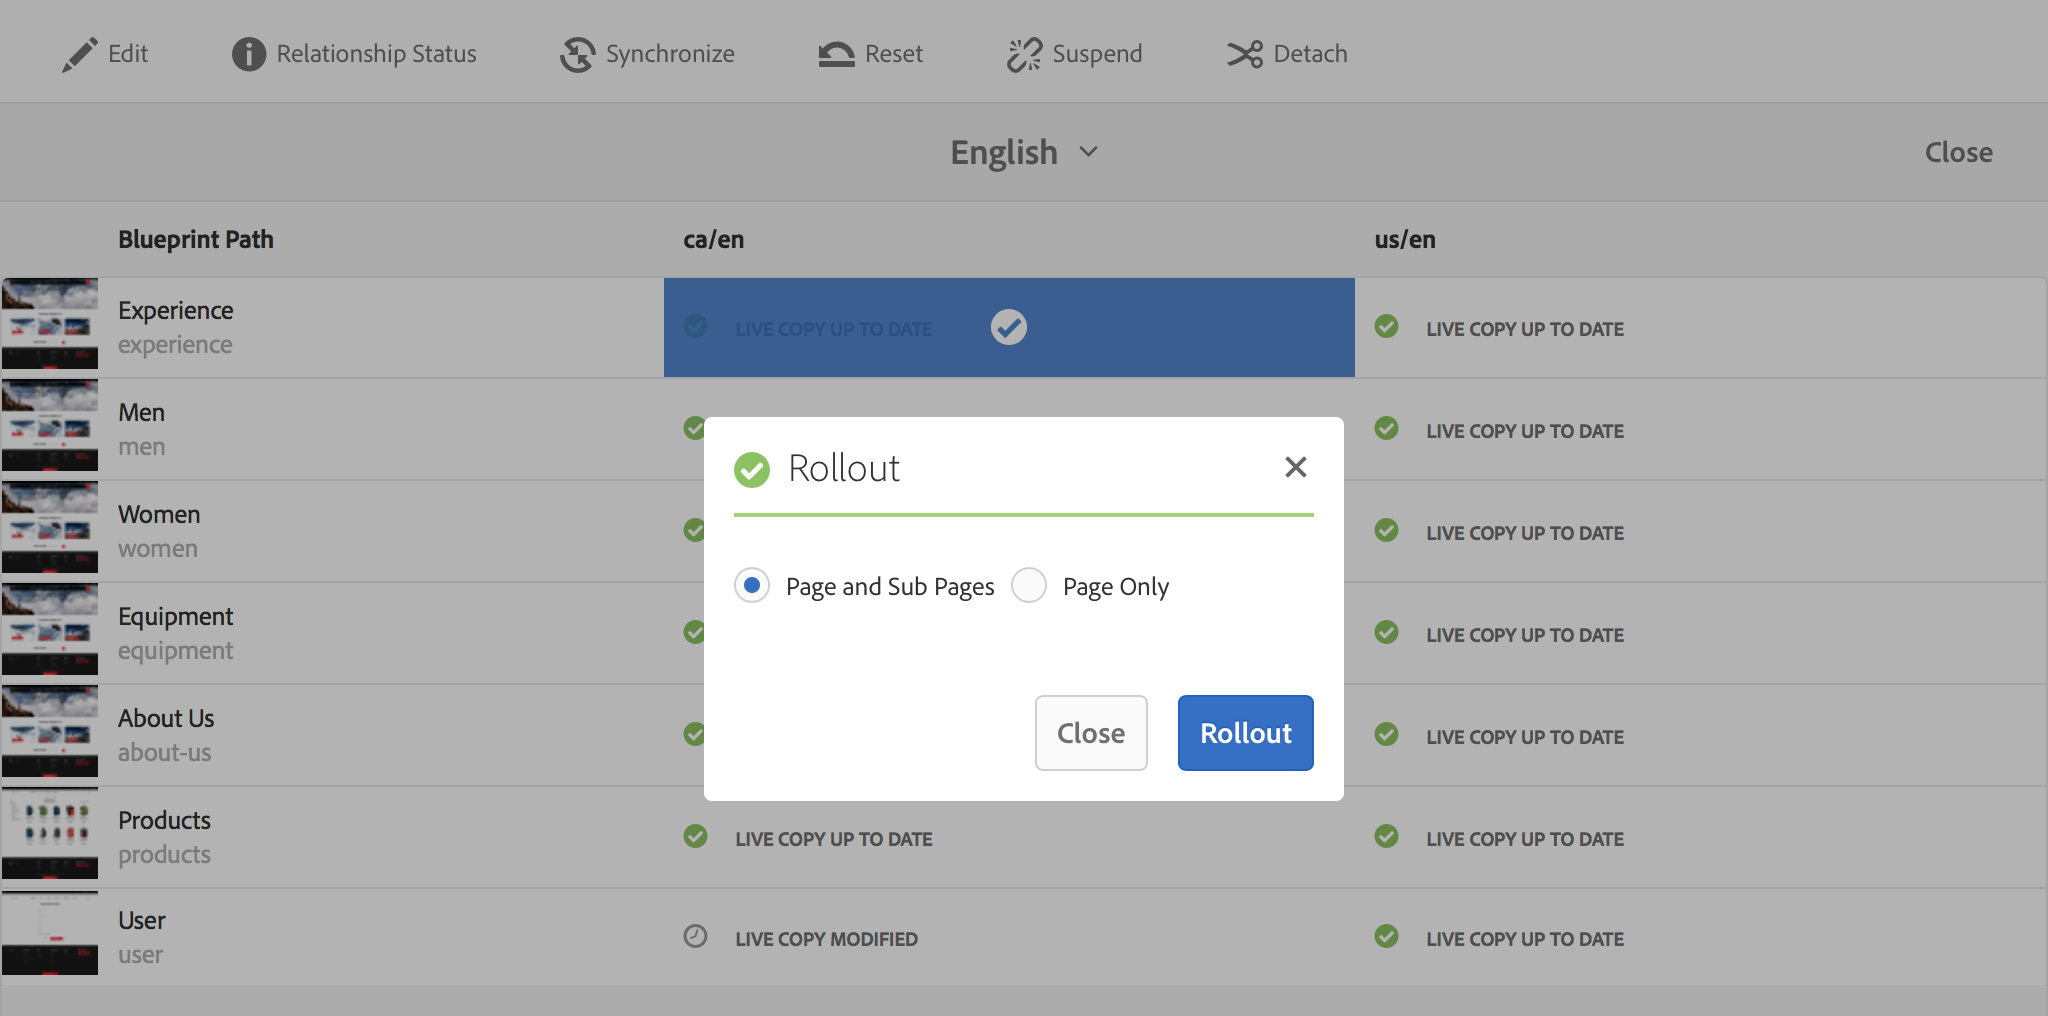 Edit
Relationship Status
Synchronize
Reset
Suspend
Detach
English
Close
Blueprint Path
ca/en
us/en
Experience
experience
LIVE COPY UP TO DATE
LIVE COPY UP TO DATE
Men
men
LIVE COPY UP TO DATE
Women
women
LIVE COPY UP TO DATE
Equipment
equipment
LIVE COPY UP TO DATE
About Us
about-us
LIVE COPY UP TO DATE
Products
products
LIVE COPY UP TO DATE
LIVE COPY UP TO DATE
User
user
LIVE COPY MODIFIED
LIVE COPY UP TO DATE
Rollout
Page and Sub Pages
Page Only
Close
Rollout